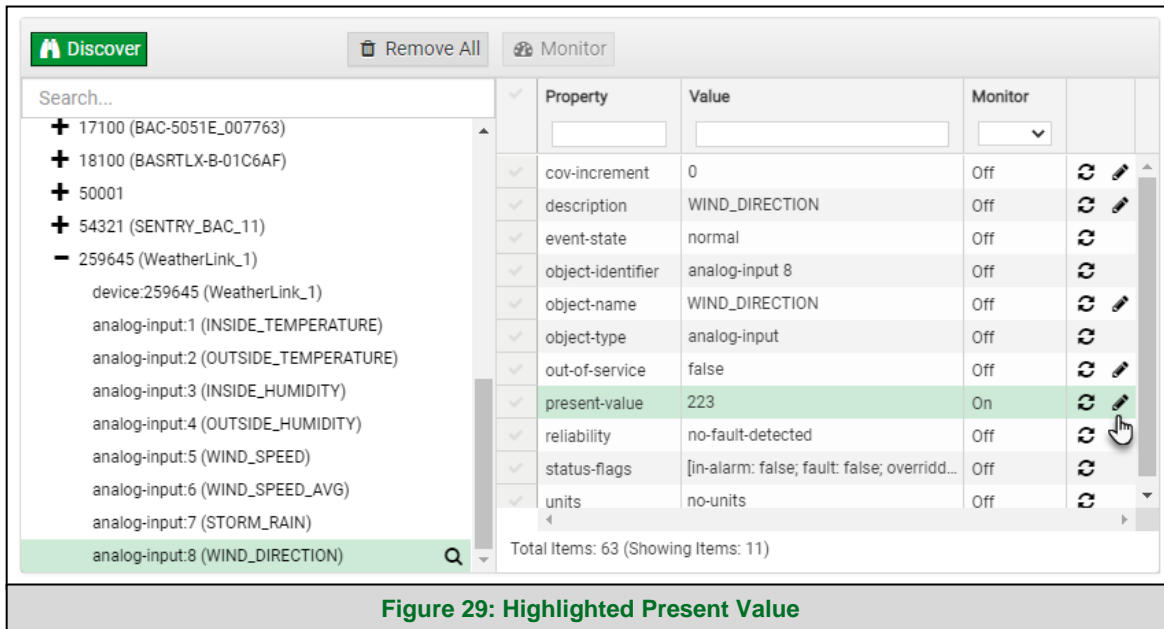 Discover
Remove All
Monitor
Search...
17100 (BAC-5051E_007763)
18100 (BASRTLX-B-01C6AF)
50001
54321 (SENTRY_BAC_11)
259645 (WeatherLink_1)
device:259645 (WeatherLink_1)
analog-input:1 (INSIDE_TEMPERATURE)
analog-input:2 (OUTSIDE_TEMPERATURE)
analog-input:3 (INSIDE_HUMIDITY)
analog-input:4 (OUTSIDE_HUMIDITY)
analog-input:5 (WIND_SPEED)
analog-input:6 (WIND_SPEED_AVG)
analog-input:7 (STORM_RAIN)
analog-input:8 (WIND_DIRECTION)
Property Value Monitor
cov-increment 0 Off
description WIND_DIRECTION Off
event-state normal Off
object-identifier analog-input 8 Off
object-name WIND_DIRECTION Off
object-type analog-input Off
out-of-service false Off
present-value 223 On
reliability no-fault-detected Off
status-flags [in-alarm: false; fault: false; overridd... Off
units no-units Off
Total Items: 63 (Showing Items: 11)
Figure 29: Highlighted Present Value